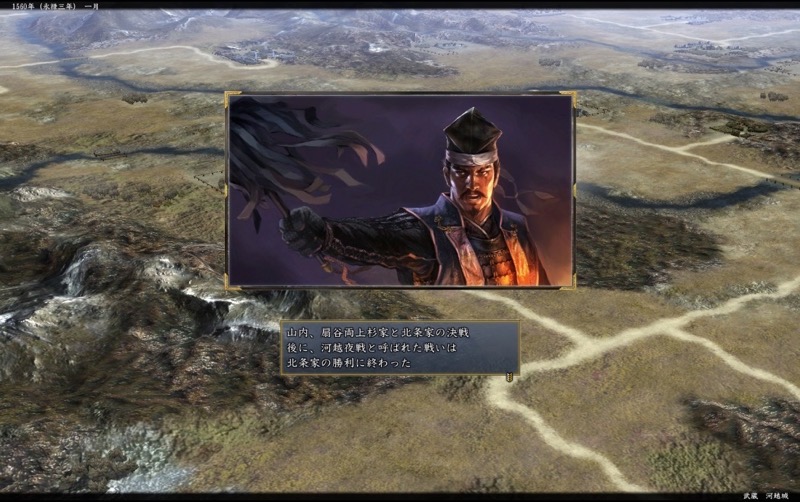 1560年(永禄三年) 一月
山内、扇谷両上杉家と北条家の決戦
後に、河越夜戦と呼ばれた戦いは
北条家の勝利に終わった
武蔵 河越城